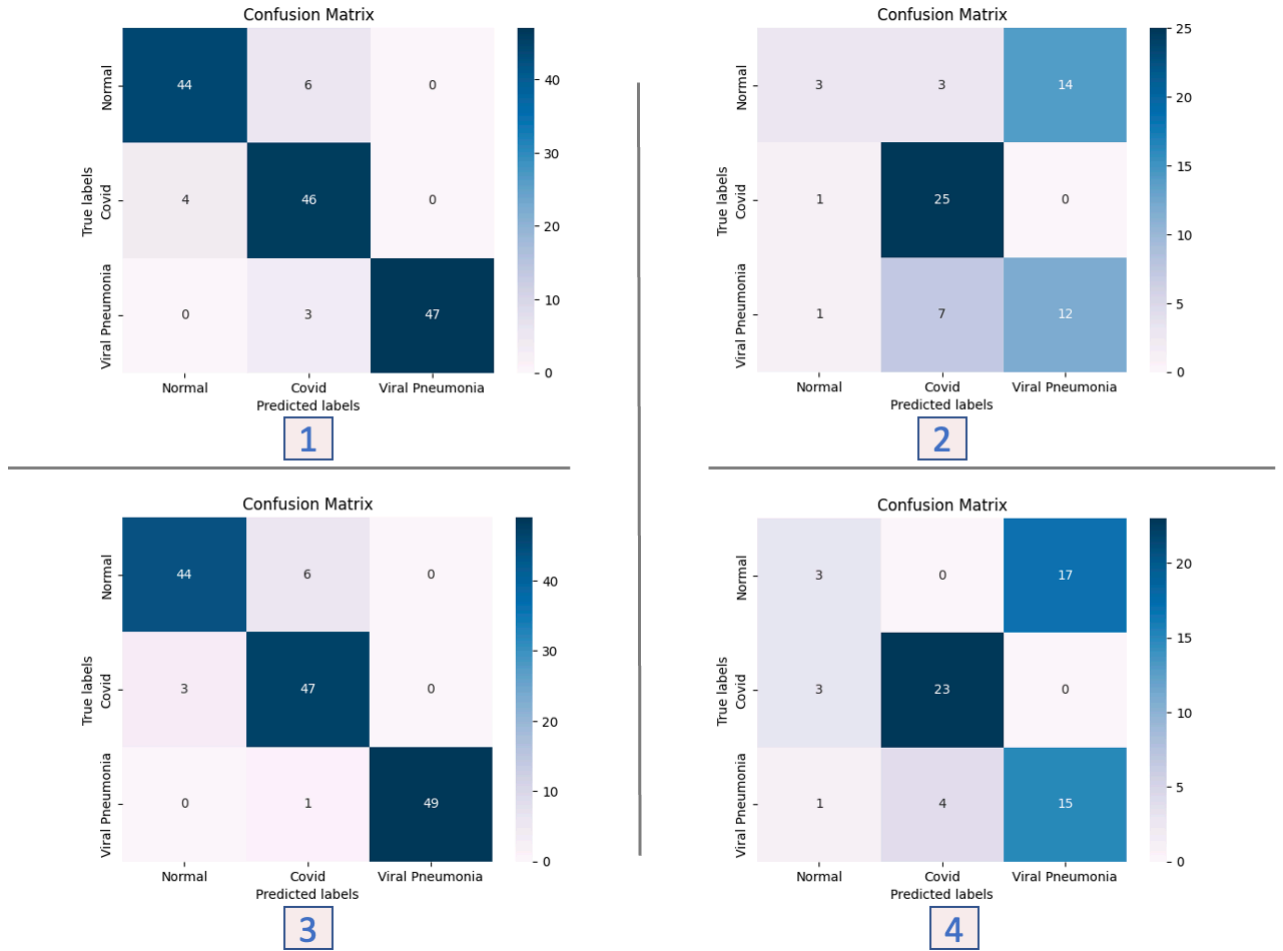 Confusion Matrix
Normal
Covid
Viral Pneumonia
True labels
44 6 0
4 46 0
0 3 47
40
30
20
10
0
Normal Covid Viral Pneumonia
Predicted labels
1
Confusion Matrix
Normal
Covid
Viral Pneumonia
True labels
3 3 14
1 25 0
1 7 12
25
20
15
10
5
0
Normal Covid Viral Pneumonia
Predicted labels
2
Confusion Matrix
Normal
Covid
Viral Pneumonia
True labels
44 6 0
3 47 0
0 1 49
40
30
20
10
0
Normal Covid Viral Pneumonia
Predicted labels
3
Confusion Matrix
Normal
Covid
Viral Pneumonia
True labels
3 0 17
3 23 0
1 4 15
20
15
10
5
0
Normal Covid Viral Pneumonia
Predicted labels
4